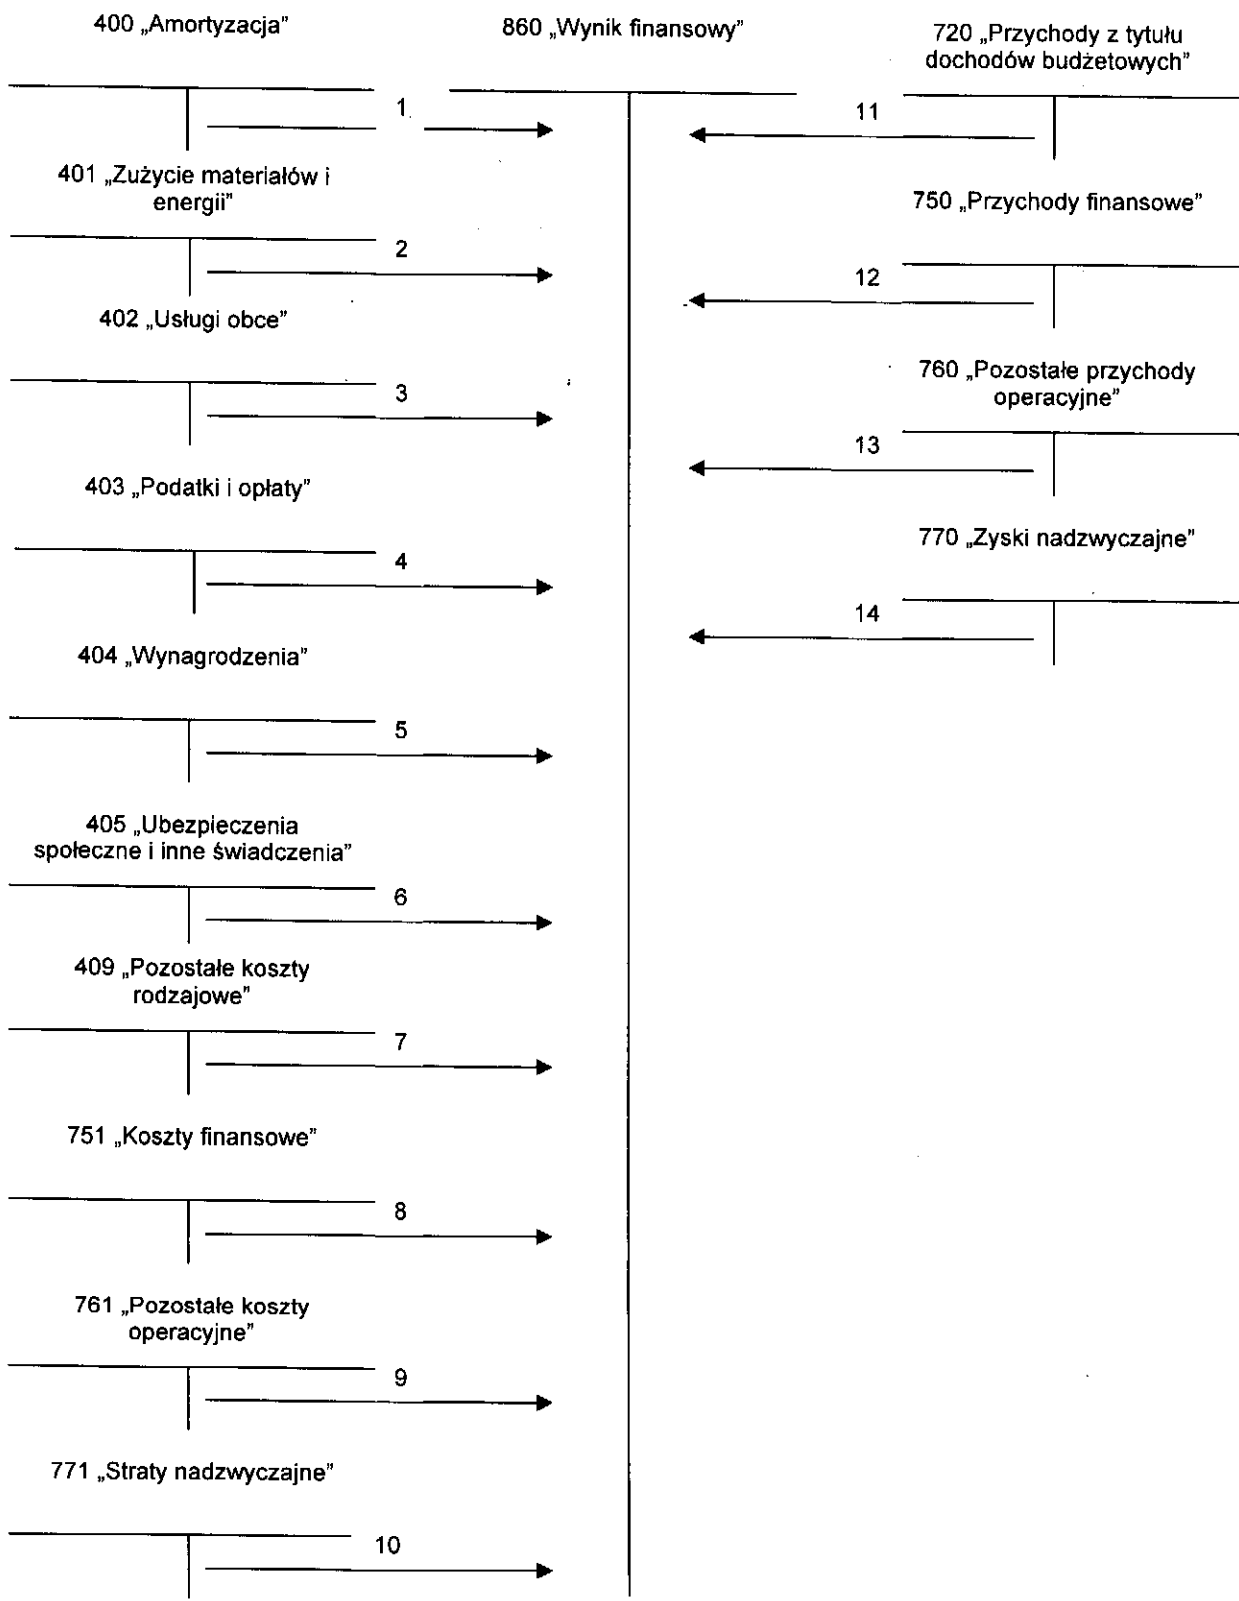 400 „Amortyzacja”
860 „Wynik finansowy”
720 „Przychody z tytułu
dochodów budżetowych”
1
11
401 „Zużycie materiałów i
energii”
750 „Przychody finansowe”
2
12
402 „Usługi obce”
760 „Pozostałe przychody
operacyjne”
3
13
403 „Podatki i opłaty”
770 „Zyski nadzwyczajne”
4
14
404 „Wynagrodzenia”
5
405 „Ubezpieczenia
społeczne i inne świadczenia”
6
409 „Pozostałe koszty
rodzajowe”
7
751 „Koszty finansowe”
8
761 „Pozostałe koszty
operacyjne”
9
771 „Straty nadzwyczajne”
10